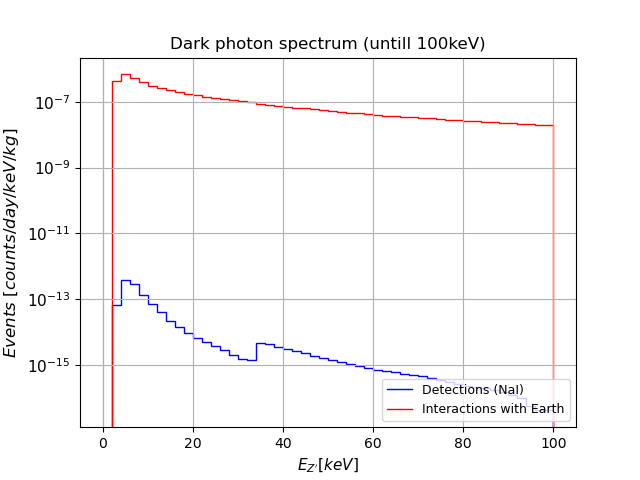 Dark photon spectrum (untill 100keV)
Events [counts/day/keV/kg]
10⁻⁷
10⁻⁹
10⁻¹¹
10⁻¹³
10⁻¹⁵
Detections (NaI)
Interactions with Earth
0 20 40 60 80 100
E_Z'[keV]